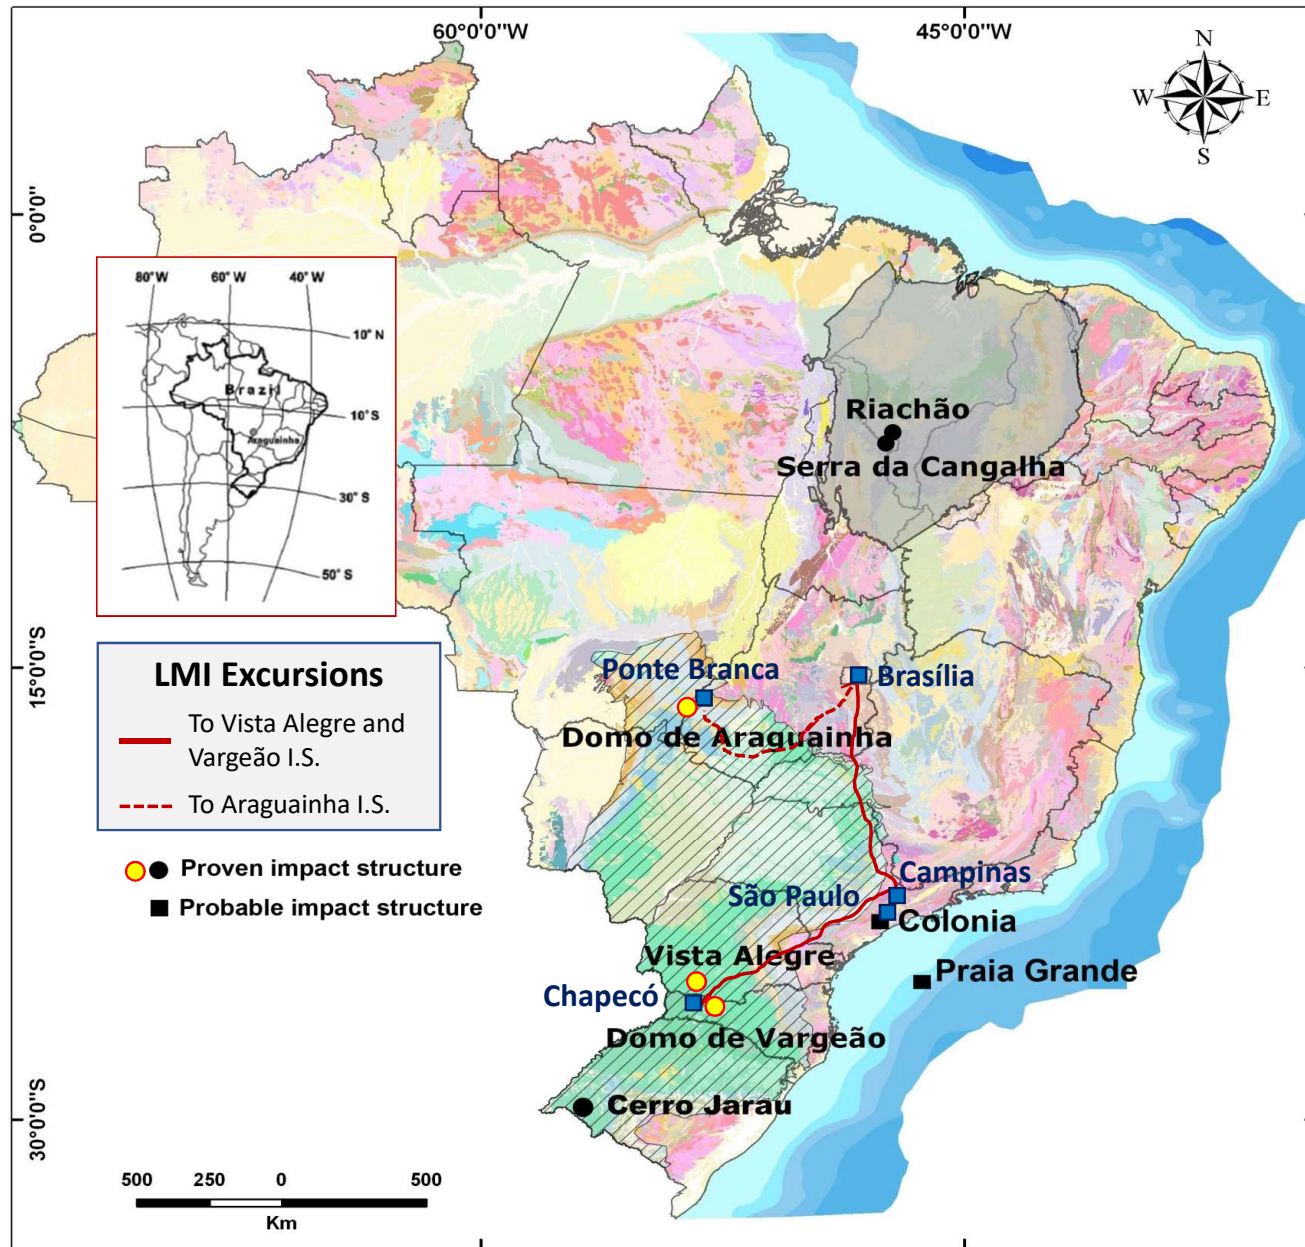 60°0'0"W
45°0'0"W
N
W
E
S
0°0'0"
15°0'0"S
30°0'0"S
80°W
60°W
40°W
10° N
10° S
30° S
50° S
Brazil
Araguainha
Riachão
Serra da Cangalha
Ponte Branca
Brasília
Domo de Araguainha
LMI Excursions
To Vista Alegre and
Vargeão I.S.
To Araguainha I.S.
Proven impact structure
Probable impact structure
Campinas
São Paulo
Colonia
Vista Alegre
Praia Grande
Chapecó
Domo de Vargeão
Cerro Jarau
500 250 0 500
Km